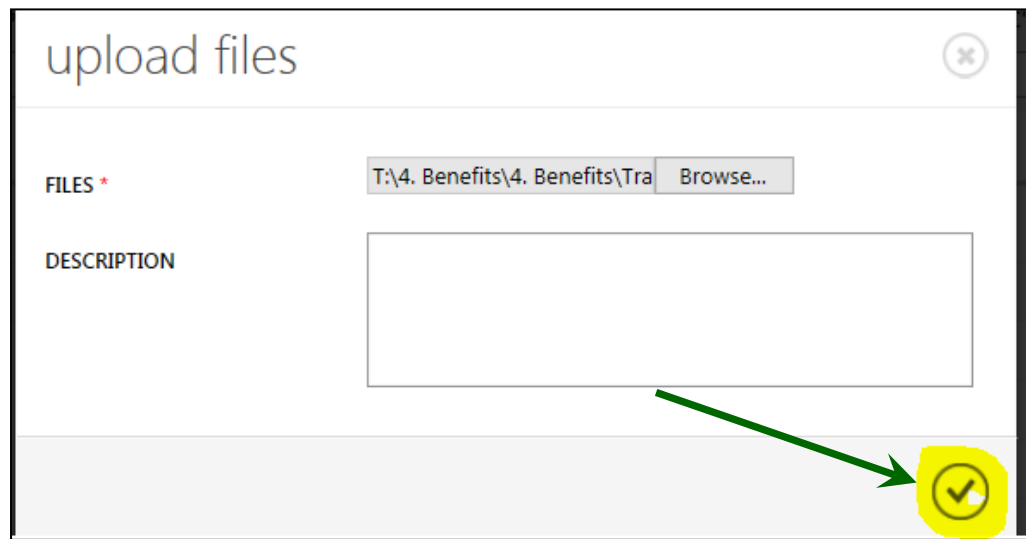 upload files
FILES * T:\4. Benefits\4. Benefits\Tra Browse...
DESCRIPTION